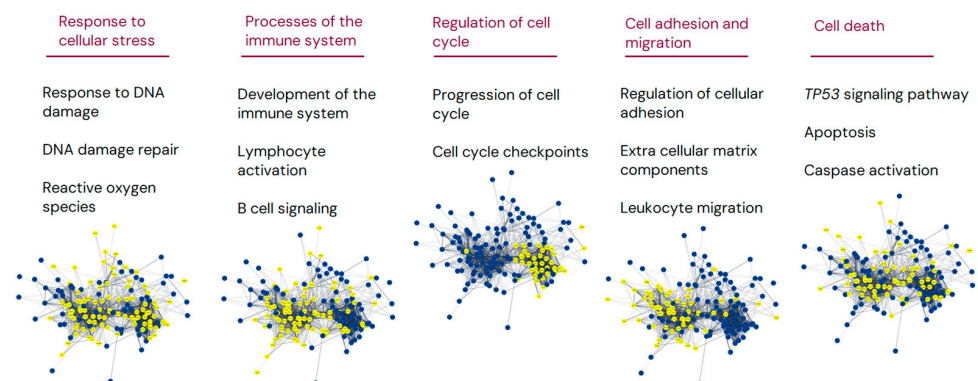 Response to
cellular stress
Response to DNA
damage
DNA damage repair
Reactive oxygen
species
Processes of the
immune system
Development of the
immune system
Lymphocyte
activation
B cell signaling
Regulation of cell
cycle
Progression of cell
cycle
Cell cycle checkpoints
Cell adhesion and
migration
Regulation of cellular
adhesion
Extra cellular matrix
components
Leukocyte migration
Cell death
TP53 signaling pathway
Apoptosis
Caspase activation